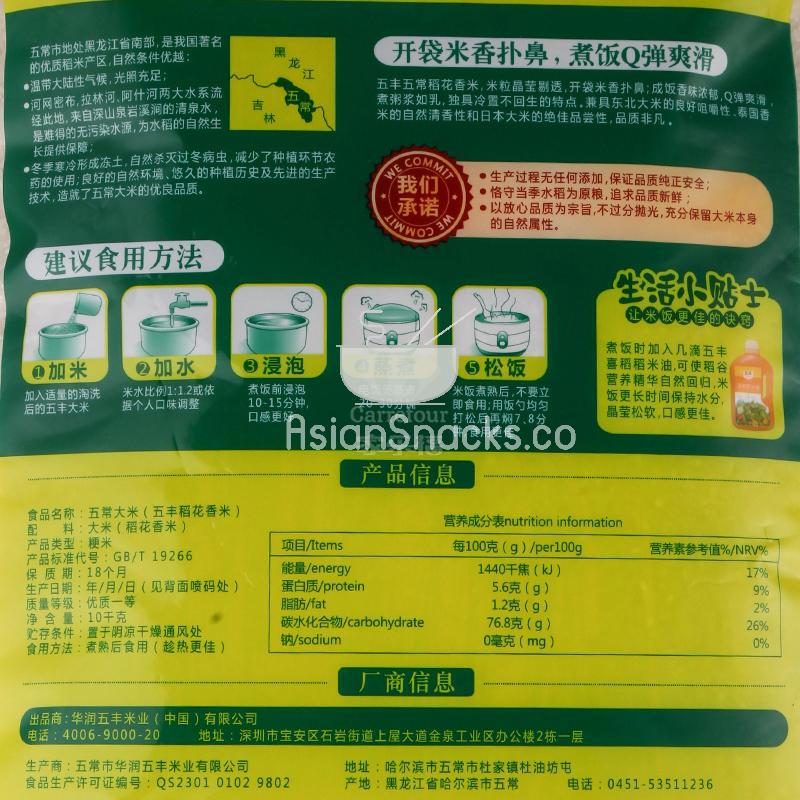 五常市地处黑龙江省南部,是我国著名
的优质稻米产区,自然条件优越:
●温带大陆性气候,光照充足;
●河网密布,拉林河、阿什河两大水系流
经此地,来自深山泉岩溪涧的清泉水,
是难得的无污染水源,为水稻的自然生
长提供保障;
●冬季寒冷形成冻土,自然杀灭过冬病虫,减少了种植环节农
药的使用;良好的自然环境、悠久的种植历史及先进的生产
技术,造就了五常大米的优良品质。
黑
龙
江
五常
吉
林
开袋米香扑鼻,煮饭Q弹爽滑
五丰五常稻花香米,米粒晶莹剔透,开袋米香扑鼻;成饭香味浓郁,Q弹爽滑,
煮粥浆如乳,独具冷置不回生的特点。兼具东北大米的良好咀嚼性、泰国香
米的自然清香性和日本大米的绝佳品尝性,品质非凡。
WE COMMIT
我们
承诺
WE COMMIT
●生产过程无任何添加,保证品质纯正安全;
●恪守当季水稻为原粮,追求品质新鲜;
●以放心品质为宗旨,不过分抛光,充分保留大米本身
的自然属性。
建议食用方法
1加米
加入适量的淘洗
后的五丰大米
2加水
米水比例1:1.2或依
据个人口味调整
3浸泡
煮饭前浸泡
10-15分钟,
口感更好
4蒸煮
5松饭
米饭煮熟后,不要立
即食用;用饭勺均匀
打松后再焖7、8分
钟,食用更佳
生活小贴士
让米饭更佳的诀窍
煮饭时加入几滴五丰
喜稻稻米油,可使稻谷
营养精华自然回归,米
饭更长时间保持水分,
晶莹松软,口感更佳。
Carrefour
家乐福
AsianSnacks.co
产品信息
食品名称:五常大米(五丰稻花香米)
配 料:大米(稻花香米)
产品类型:粳米
产品标准代号:GB/T 19266
保 质 期:18个月
生产日期:年/月/日(见背面喷码处)
质量等级:优质一等
净 含 量:10千克
贮存条件:置于阴凉干燥通风处
食用方法:煮熟后食用(趁热更佳)
营养成分表nutrition information
项目/Items 每100克(g)/per100g 营养素参考值%/NRV%
能量/energy 1440千焦(kJ) 17%
蛋白质/protein 5.6克(g) 9%
脂肪/fat 1.2克(g) 2%
碳水化合物/carbohydrate 76.8克(g) 26%
钠/sodium 0毫克(mg) 0%
厂商信息
出品商:华润五丰米业(中国)有限公司
电话:4006-9000-20 地址:深圳市宝安区石岩街道上屋大道金泉工业区办公楼2栋一层
生产商:五常市华润五丰米业有限公司 地址:哈尔滨市五常市杜家镇杜油坊屯
食品生产许可证编号:QS2301 0102 9802 产地:黑龙江省哈尔滨市五常 电话:0451-53511236